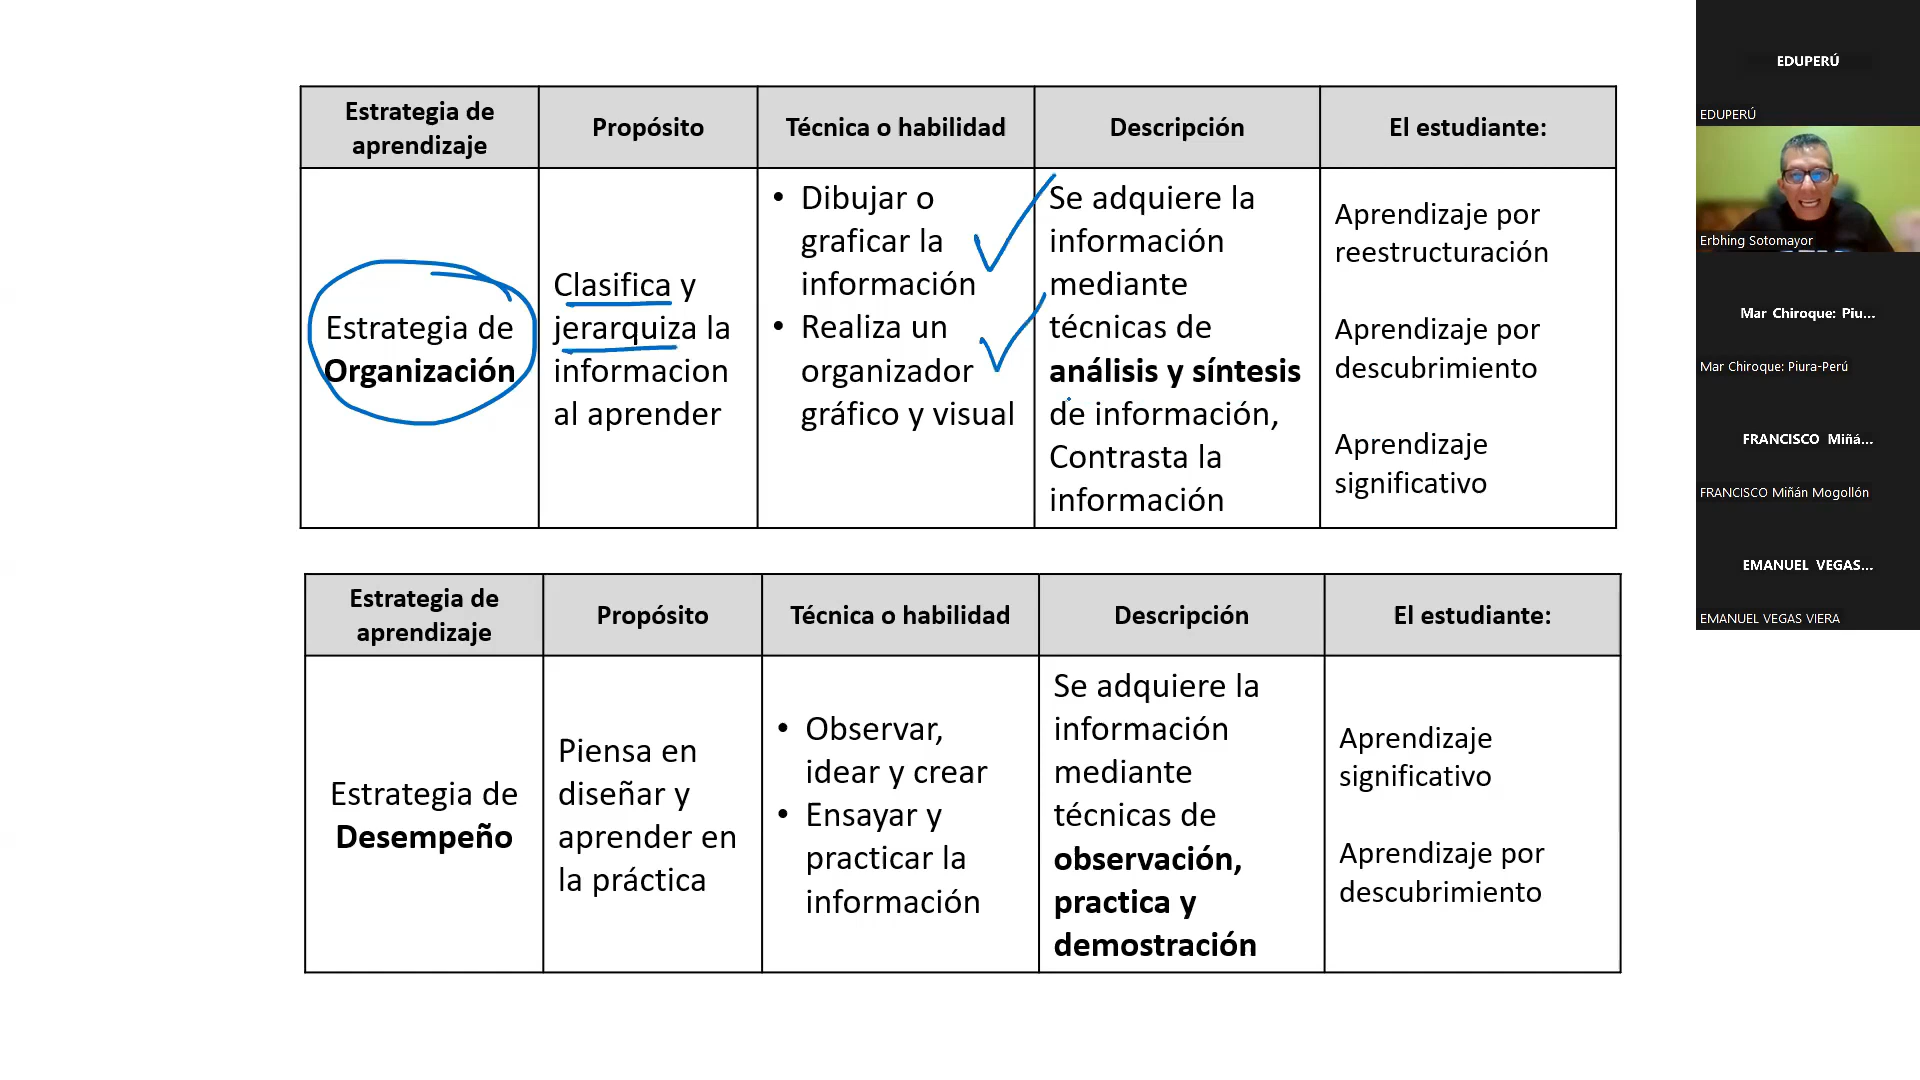 Estrategia de
aprendizaje
Propósito
Técnica o habilidad
Descripción
El estudiante:
Estrategia de
Organización
Clasifica y
jerarquiza la
informacion
al aprender
• Dibujar o
graficar la
información
• Realiza un
organizador
gráfico y visual
Se adquiere la
información
mediante
técnicas de
análisis y síntesis
de información,
Contrasta la
información
Aprendizaje por
reestructuración
Aprendizaje por
descubrimiento
Aprendizaje
significativo
Estrategia de
aprendizaje
Propósito
Técnica o habilidad
Descripción
El estudiante:
Estrategia de
Desempeño
Piensa en
diseñar y
aprender en
la práctica
• Observar,
idear y crear
• Ensayar y
practicar la
información
Se adquiere la
información
mediante
técnicas de
observación,
practica y
demostración
Aprendizaje
significativo
Aprendizaje por
descubrimiento
EDUPERÚ
EDUPERÚ
Erbhing Sotomayor
Mar Chiroque: Piu...
Mar Chiroque: Piura-Perú
FRANCISCO Miñá...
FRANCISCO Miñán Mogollón
EMANUEL VEGAS...
EMANUEL VEGAS VIERA